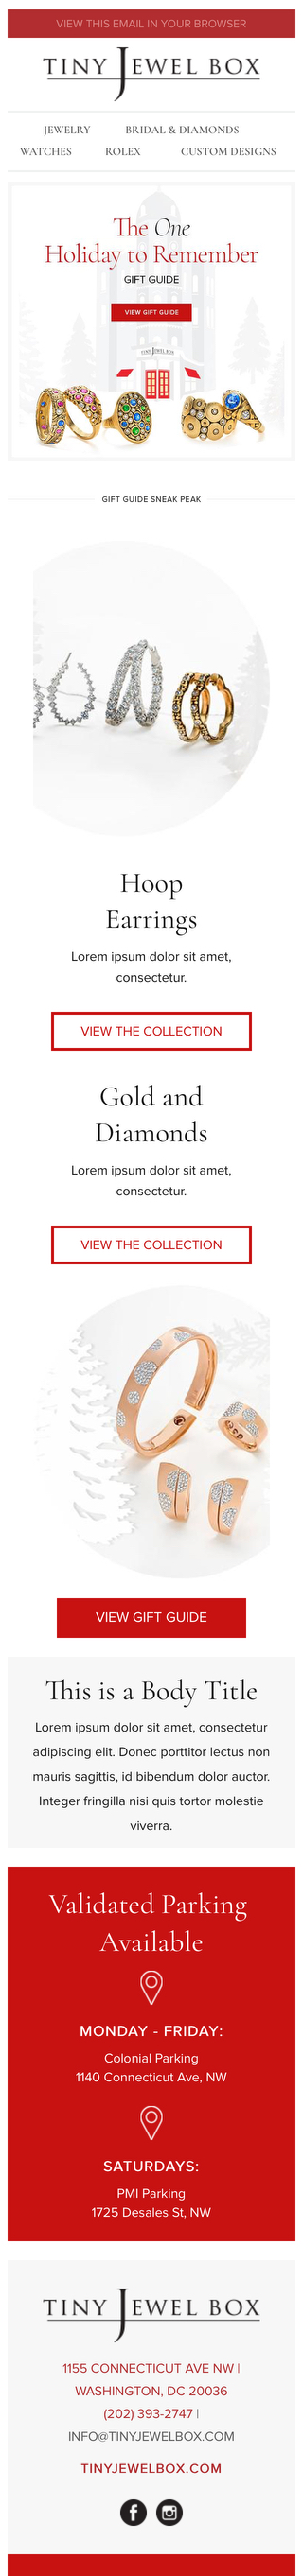 VIEW THIS EMAIL IN YOUR BROWSER
TINY JEWEL BOX
JEWELRY BRIDAL & DIAMONDS
WATCHES ROLEX CUSTOM DESIGNS
The One
Holiday to Remember
GIFT GUIDE
VIEW GIFT GUIDE
TINY JEWEL BOX
GIFT GUIDE SNEAK PEAK
Hoop
Earrings
Lorem ipsum dolor sit amet,
consectetur.
VIEW THE COLLECTION
Gold and
Diamonds
Lorem ipsum dolor sit amet,
consectetur.
VIEW THE COLLECTION
VIEW GIFT GUIDE
This is a Body Title
Lorem ipsum dolor sit amet, consectetur
adipiscing elit. Donec porttitor lectus non
mauris sagittis, id bibendum dolor auctor.
Integer fringilla nisi quis tortor molestie
viverra.
Validated Parking
Available
MONDAY - FRIDAY:
Colonial Parking
1140 Connecticut Ave, NW
SATURDAYS:
PMI Parking
1725 Desales St, NW
TINY JEWEL BOX
1155 CONNECTICUT AVE NW |
WASHINGTON, DC 20036
(202) 393-2747 |
INFO@TINYJEWELBOX.COM
TINYJEWELBOX.COM